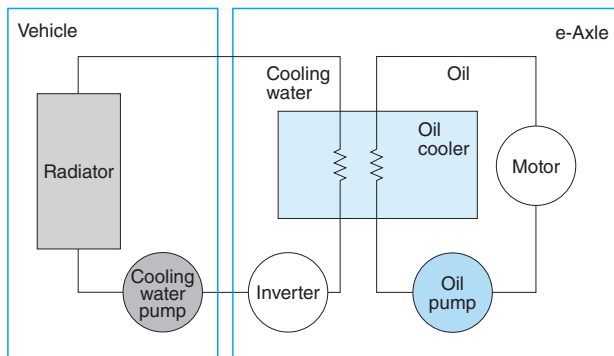 Vehicle
e-Axle
Cooling
water
Oil
Oil
cooler
Radiator
Motor
Cooling
water
pump
Inverter
Oil
pump